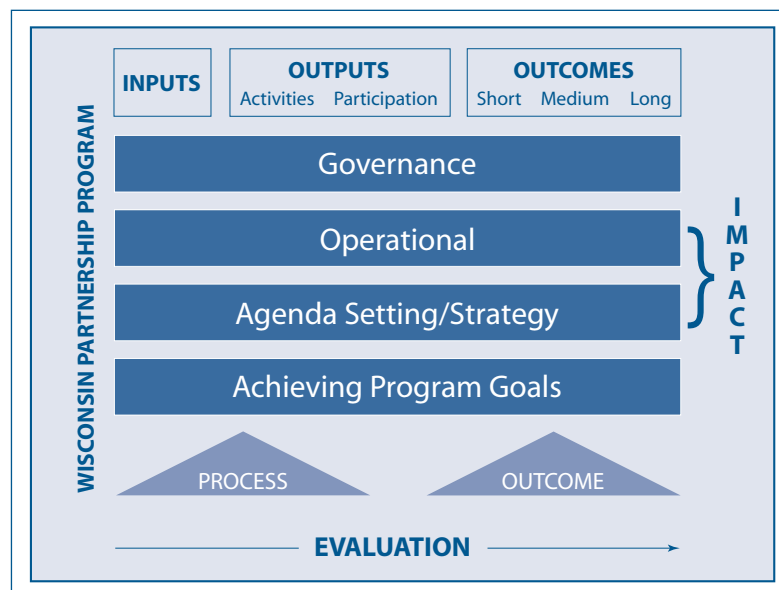 WISCONSIN PARTNERSHIP PROGRAM
INPUTS
OUTPUTS
Activities Participation
OUTCOMES
Short Medium Long
Governance
Operational
Agenda Setting/Strategy
Achieving Program Goals
IMPACT
PROCESS
OUTCOME
EVALUATION